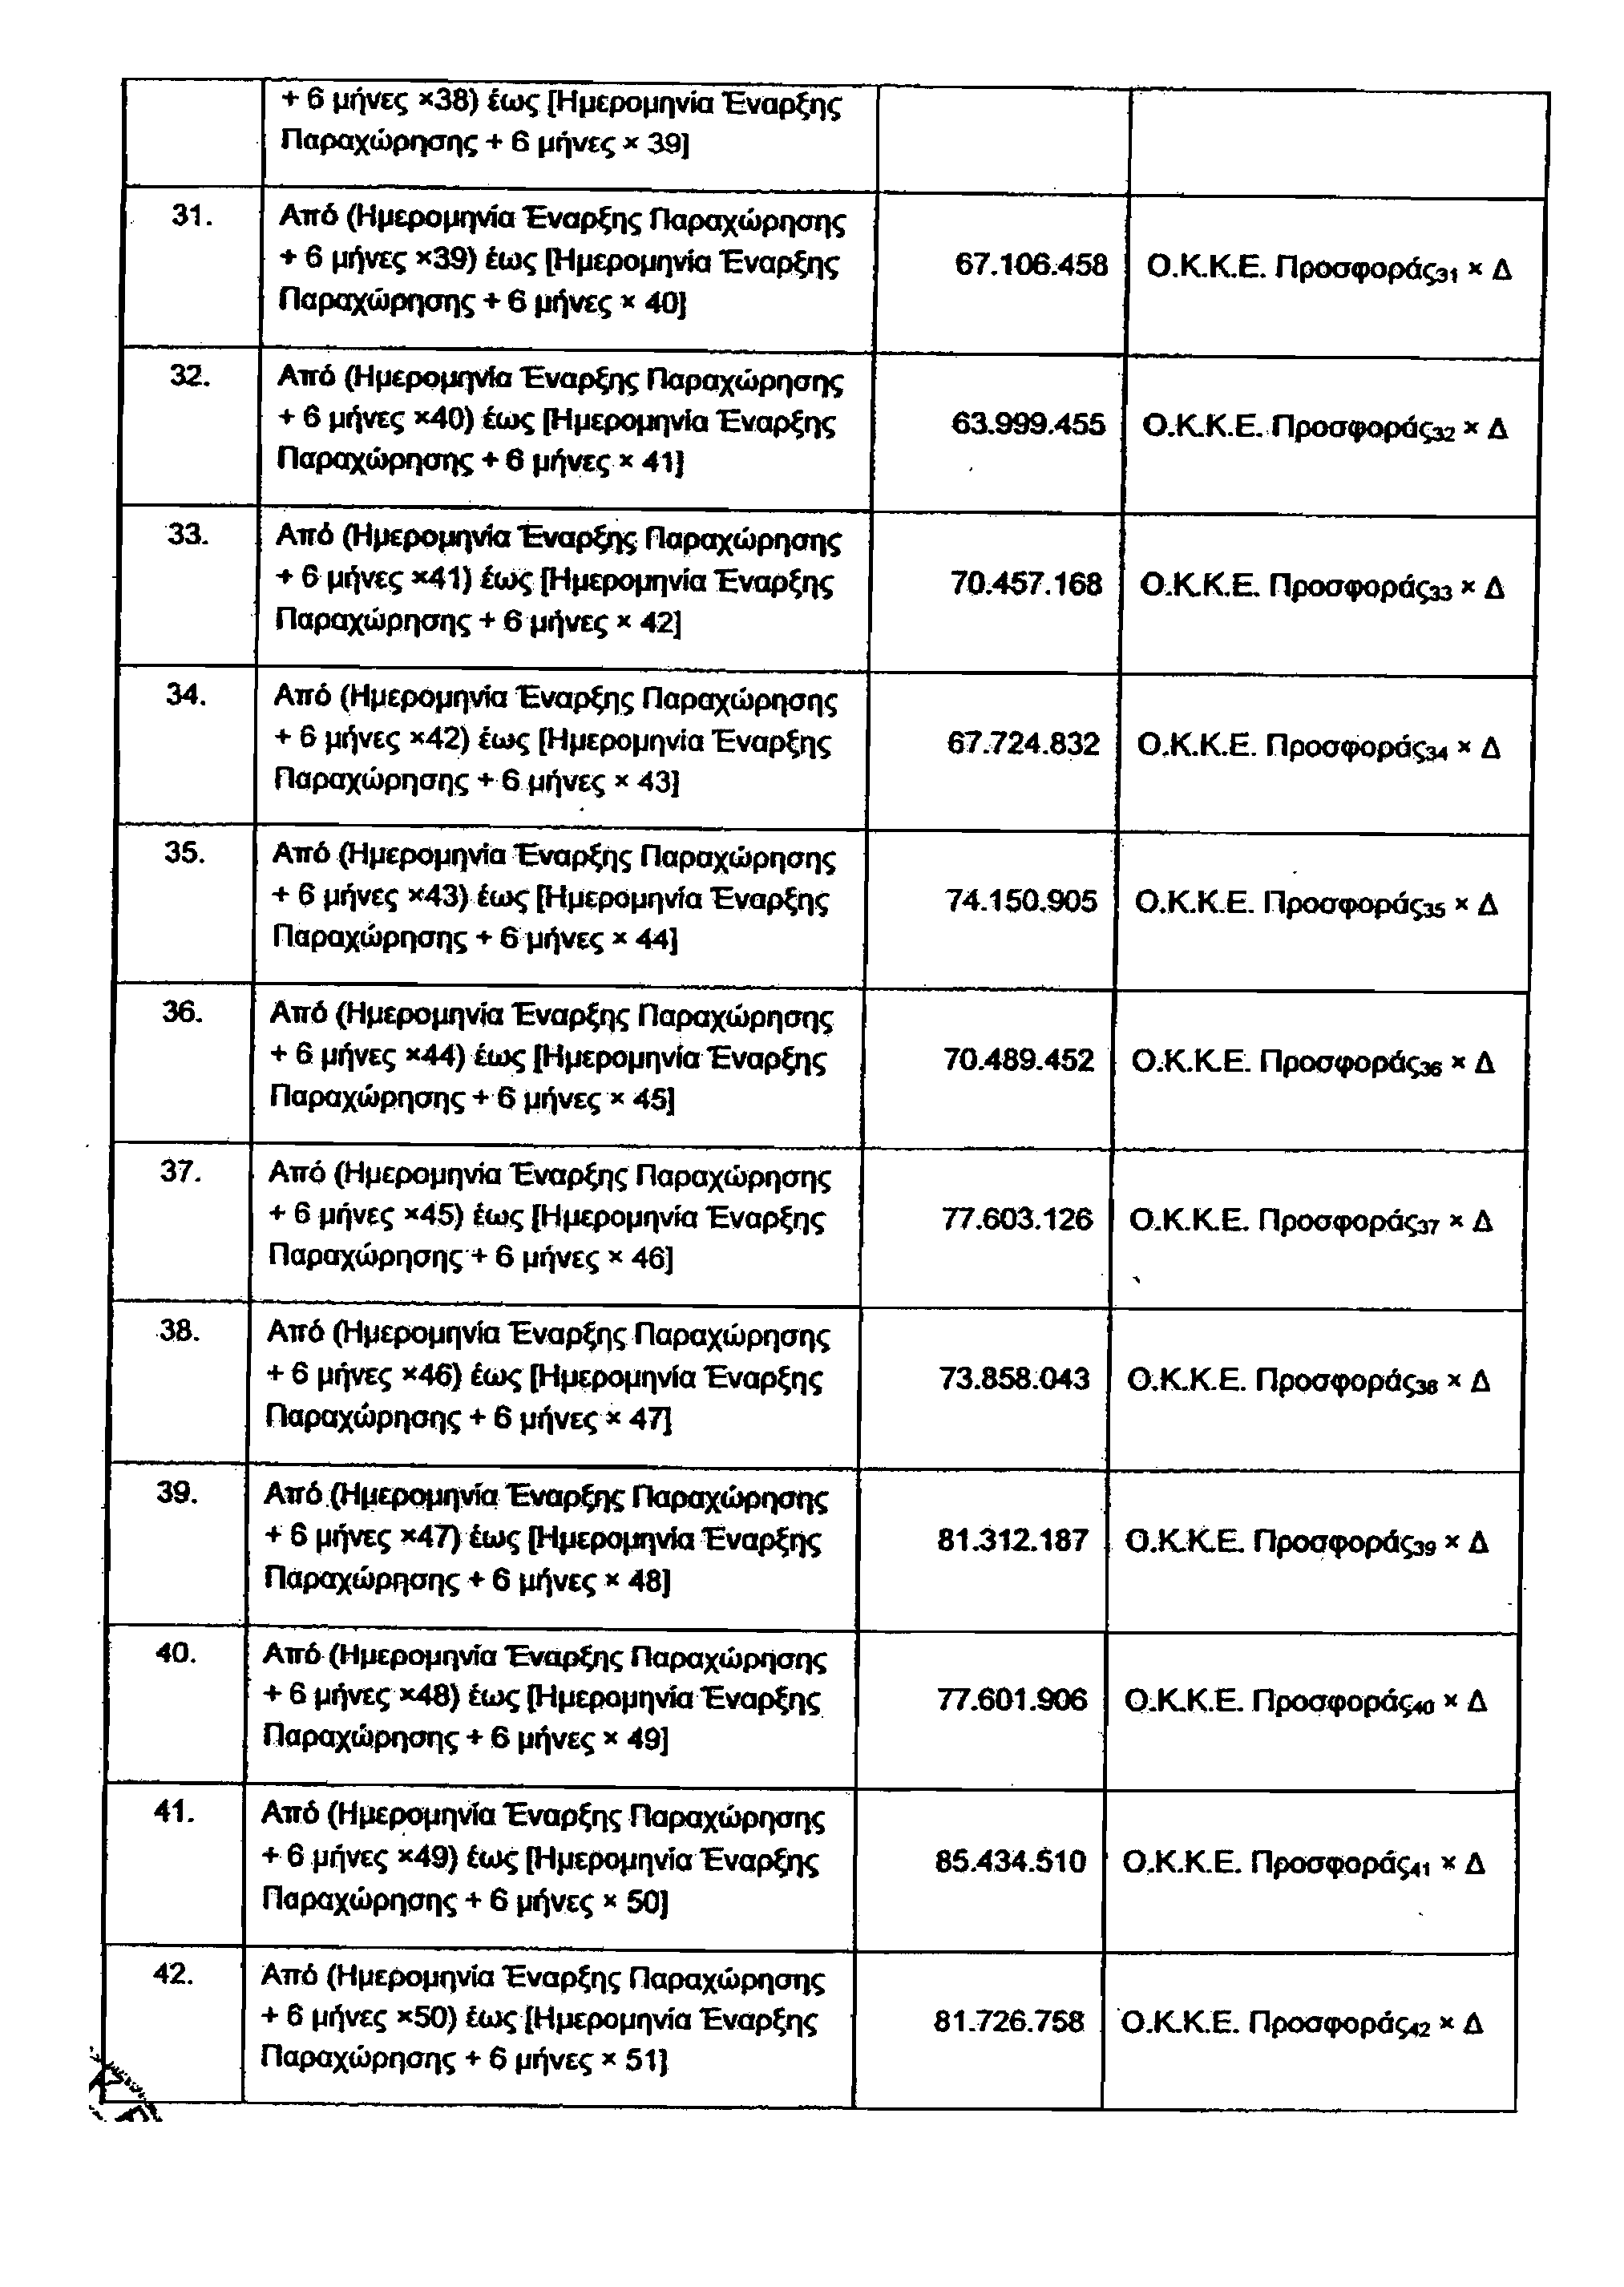 + 6 μήνες ×38) έως [Ημερομηνία Έναρξης
Παραχώρησης + 6 μήνες × 39]
31.
Από (Ημερομηνία Έναρξης Παραχώρησης
+ 6 μήνες ×39) έως [Ημερομηνία Έναρξης
Παραχώρησης + 6 μήνες × 40]
67.106.458
Ο.Κ.Κ.Ε. Προσφοράς31 × Δ
32.
Από (Ημερομηνία Έναρξης Παραχώρησης
+ 6 μήνες ×40) έως [Ημερομηνία Έναρξης
Παραχώρησης + 6 μήνες × 41]
63.999.455
Ο.Κ.Κ.Ε. Προσφοράς32 × Δ
33.
Από (Ημερομηνία Έναρξης Παραχώρησης
+ 6 μήνες ×41) έως [Ημερομηνία Έναρξης
Παραχώρησης + 6 μήνες × 42]
70.457.168
Ο.Κ.Κ.Ε. Προσφοράς33 × Δ
34.
Από (Ημερομηνία Έναρξης Παραχώρησης
+ 6 μήνες ×42) έως [Ημερομηνία Έναρξης
Παραχώρησης + 6 μήνες × 43]
67.724.832
Ο.Κ.Κ.Ε. Προσφοράς34 × Δ
35.
Από (Ημερομηνία Έναρξης Παραχώρησης
+ 6 μήνες ×43) έως [Ημερομηνία Έναρξης
Παραχώρησης + 6 μήνες × 44]
74.150.905
Ο.Κ.Κ.Ε. Προσφοράς35 × Δ
36.
Από (Ημερομηνία Έναρξης Παραχώρησης
+ 6 μήνες ×44) έως [Ημερομηνία Έναρξης
Παραχώρησης + 6 μήνες × 45]
70.489.452
Ο.Κ.Κ.Ε. Προσφοράς36 × Δ
37.
Από (Ημερομηνία Έναρξης Παραχώρησης
+ 6 μήνες ×45) έως [Ημερομηνία Έναρξης
Παραχώρησης + 6 μήνες × 46]
77.603.126
Ο.Κ.Κ.Ε. Προσφοράς37 × Δ
38.
Από (Ημερομηνία Έναρξης Παραχώρησης
+ 6 μήνες ×46) έως [Ημερομηνία Έναρξης
Παραχώρησης + 6 μήνες × 47]
73.858.043
Ο.Κ.Κ.Ε. Προσφοράς38 × Δ
39.
Από (Ημερομηνία Έναρξης Παραχώρησης
+ 6 μήνες ×47) έως [Ημερομηνία Έναρξης
Παραχώρησης + 6 μήνες × 48]
81.312.187
Ο.Κ.Κ.Ε. Προσφοράς39 × Δ
40.
Από (Ημερομηνία Έναρξης Παραχώρησης
+ 6 μήνες ×48) έως [Ημερομηνία Έναρξης
Παραχώρησης + 6 μήνες × 49]
77.601.906
Ο.Κ.Κ.Ε. Προσφοράς40 × Δ
41.
Από (Ημερομηνία Έναρξης Παραχώρησης
+ 6 μήνες ×49) έως [Ημερομηνία Έναρξης
Παραχώρησης + 6 μήνες × 50]
85.434.510
Ο.Κ.Κ.Ε. Προσφοράς41 × Δ
42.
Από (Ημερομηνία Έναρξης Παραχώρησης
+ 6 μήνες ×50) έως [Ημερομηνία Έναρξης
Παραχώρησης + 6 μήνες × 51]
81.726.758
Ο.Κ.Κ.Ε. Προσφοράς42 × Δ